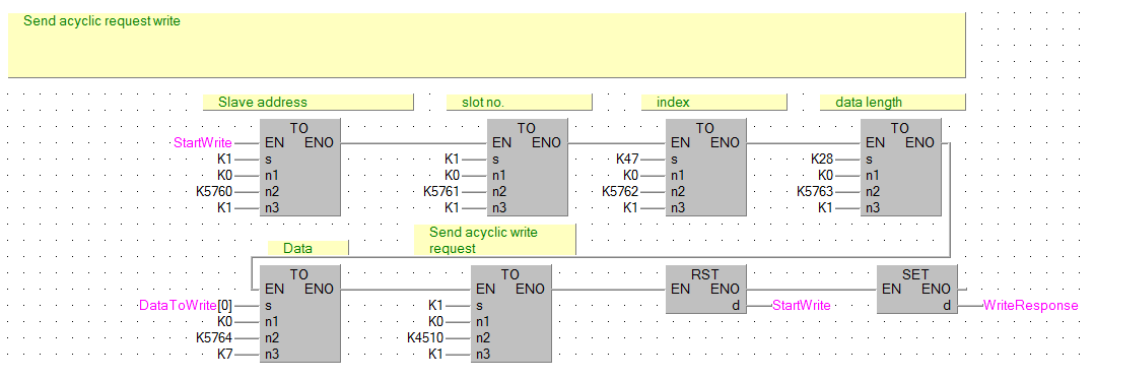 Send acyclic request write
Slave address slot no. index data length
TO TO TO TO
StartWrite EN ENO EN ENO EN ENO EN ENO
K1 s K1 s K47 s K28 s
K0 n1 K0 n1 K0 n1 K0 n1
K5760 n2 K5761 n2 K5762 n2 K5763 n2
K1 n3 K1 n3 K1 n3 K1 n3
Send acyclic write
Data request
TO TO RST SET
EN ENO EN ENO EN ENO EN ENO
DataToWrite[0] s K1 s d StartWrite d WriteResponse
K0 n1 K0 n1
K5764 n2 K4510 n2
K7 n3 K1 n3